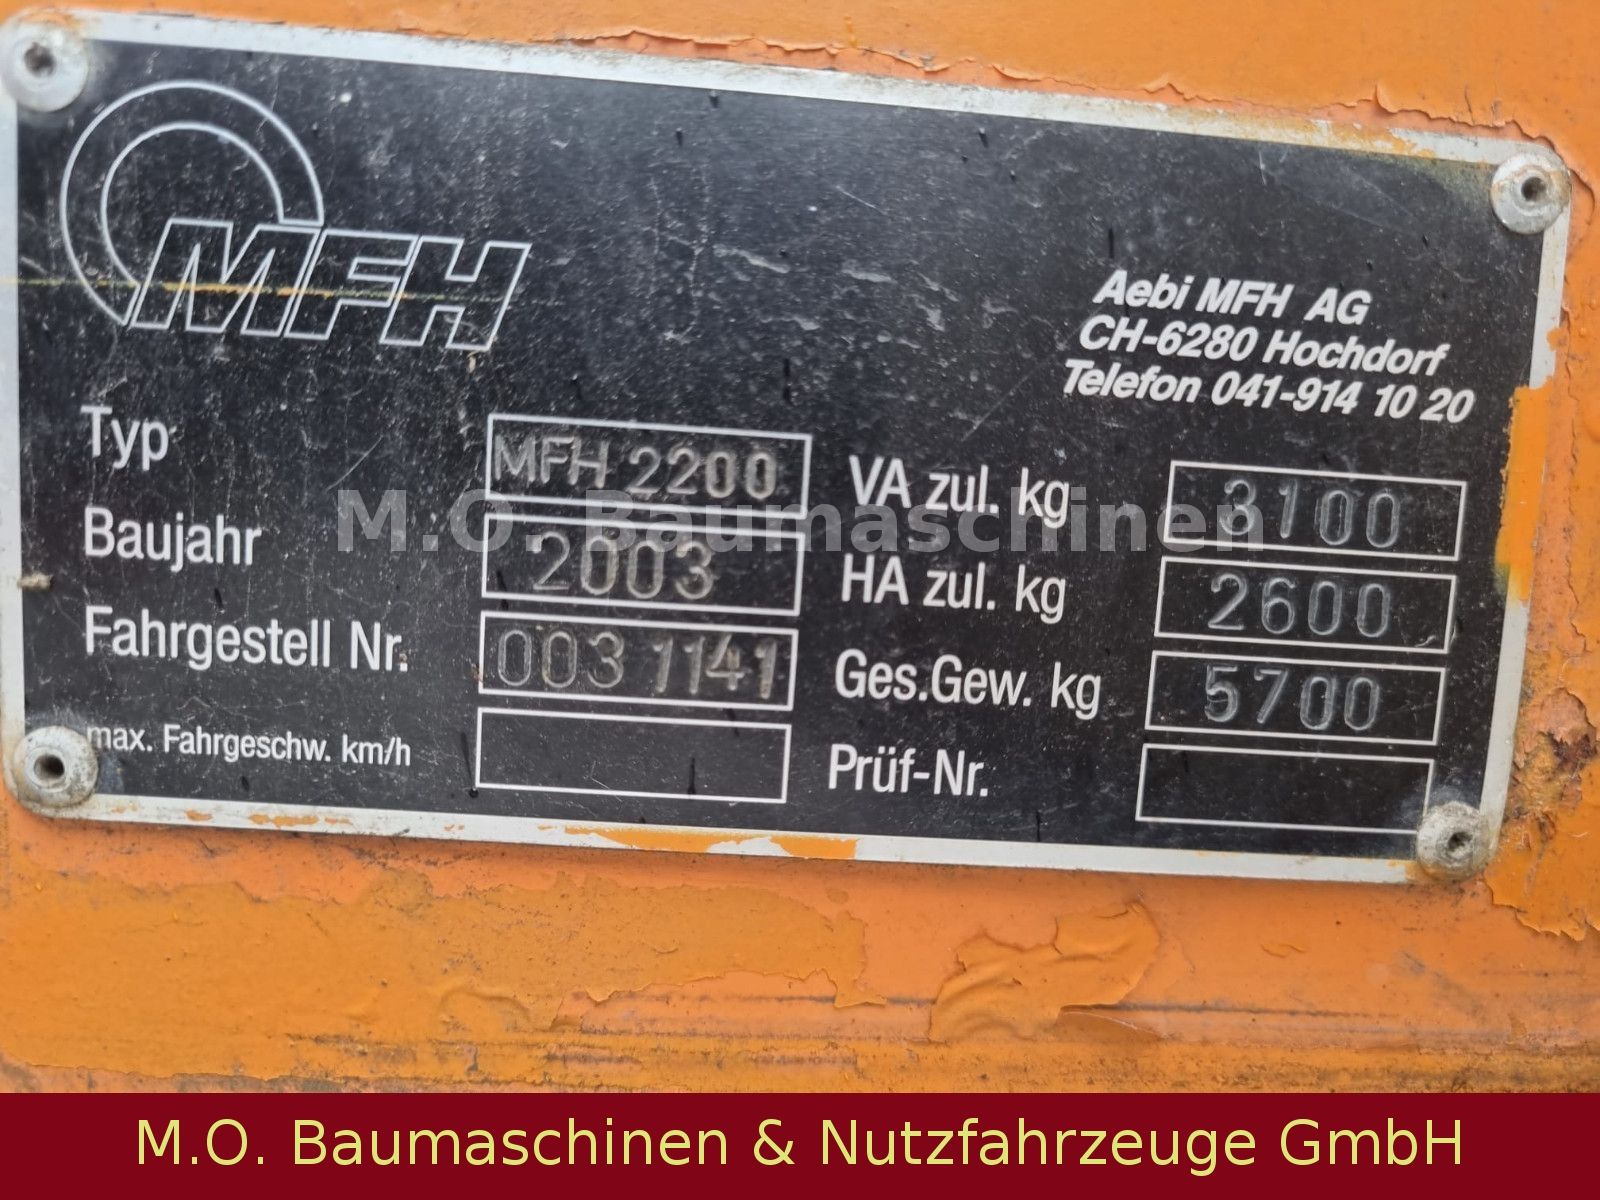 MFH
Aebi MFH AG
CH-6280 Hochdorf
Telefon 041-914 10 20
Typ MFH 2200
Baujahr 2003
Fahrgestell Nr. 003 1141
max. Fahrgeschw. km/h
VA zul. kg 3100
HA zul. kg 2600
Ges.Gew. kg 5700
Prüf-Nr.
M.O. Baumaschinen
M.O. Baumaschinen & Nutzfahrzeuge GmbH